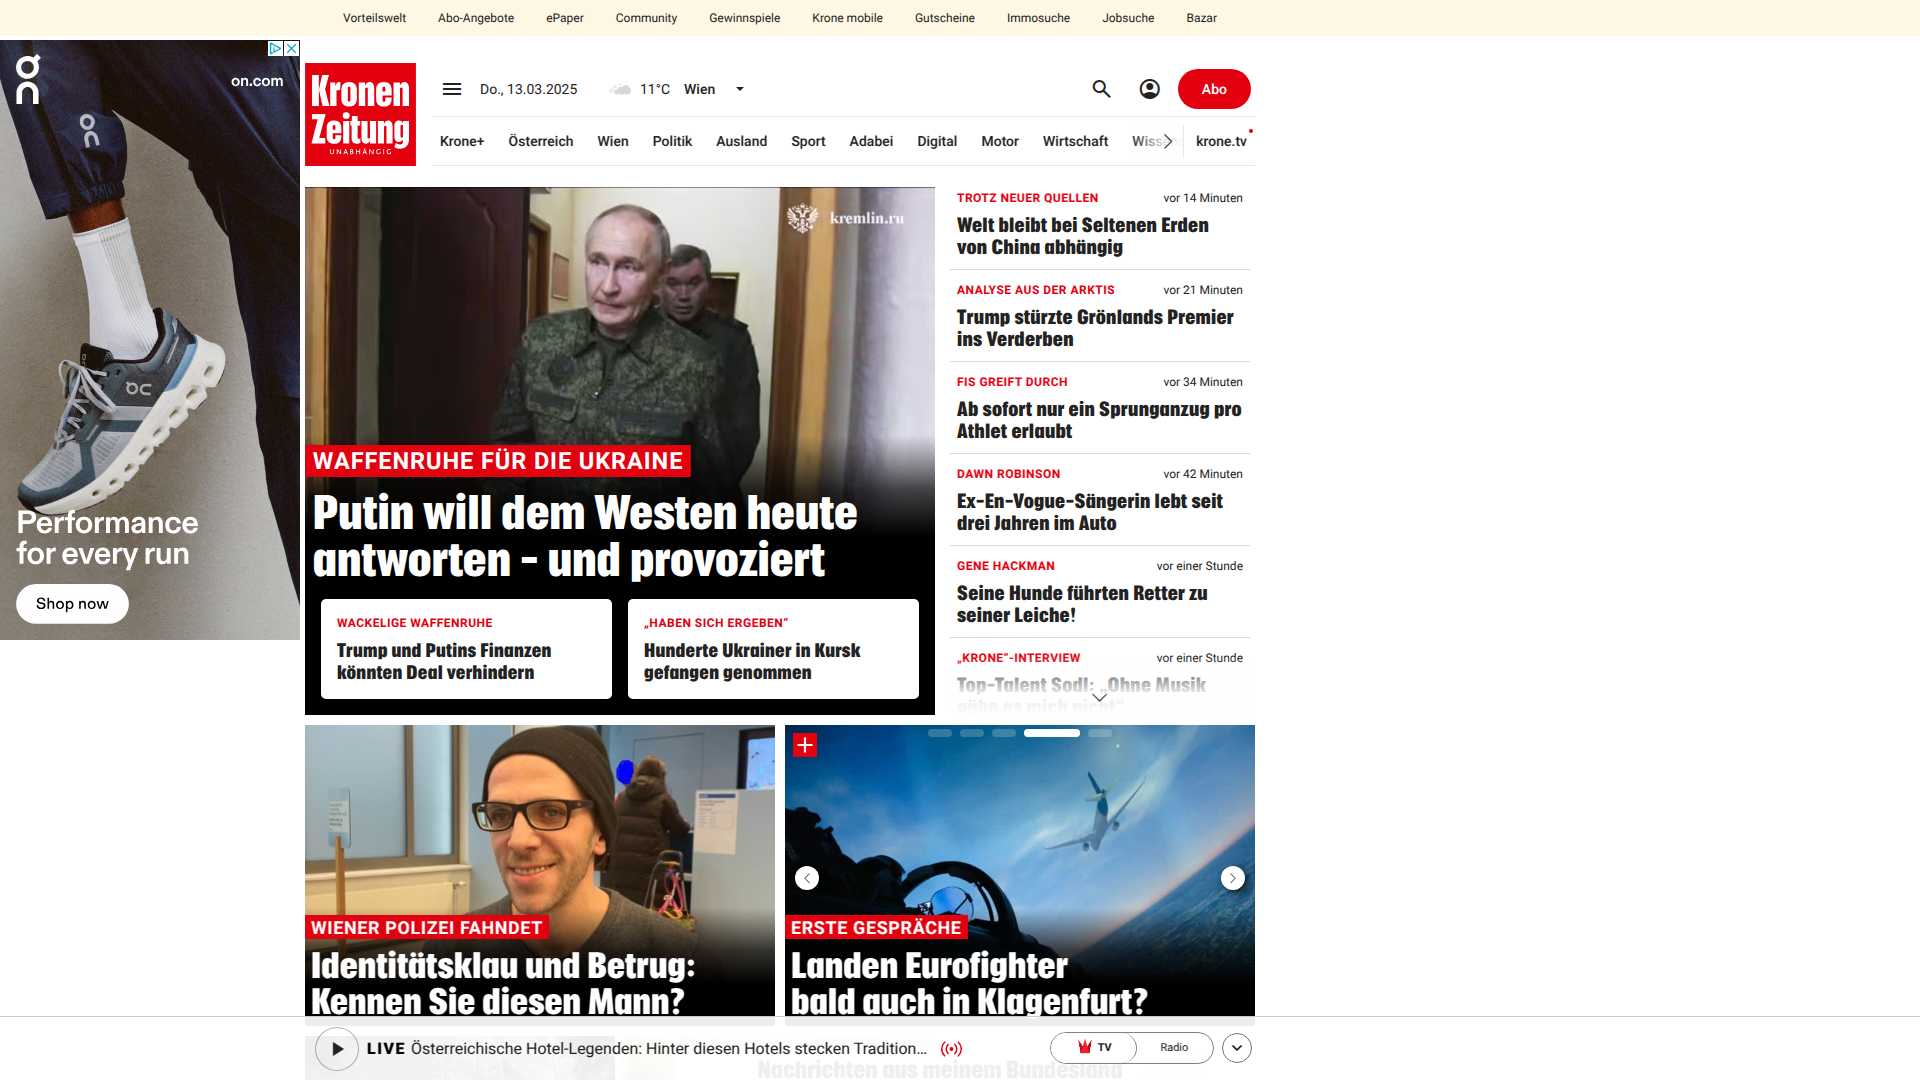 Vorteilswelt
Abo-Angebote
ePaper
Community
Gewinnspiele
Krone mobile
Gutscheine
Immosuche
Jobsuche
Bazar
on.com
Performance
for every run
Shop now
Kronen
Zeitung
UNABHÄNGIG
Do., 13.03.2025
11°C Wien
Abo
Krone+
Österreich
Wien
Politik
Ausland
Sport
Adabei
Digital
Motor
Wirtschaft
krone.tv
kremlin.ru
WAFFENRUHE FÜR DIE UKRAINE
Putin will dem Westen heute
antworten – und provoziert
WACKELIGE WAFFENRUHE
Trump und Putins Finanzen
könnten Deal verhindern
„HABEN SICH ERGEBEN“
Hunderte Ukrainer in Kursk
gefangen genommen
TROTZ NEUER QUELLEN vor 14 Minuten
Welt bleibt bei Seltenen Erden
von China abhängig
ANALYSE AUS DER ARKTIS vor 21 Minuten
Trump stürzte Grönlands Premier
ins Verderben
FIS GREIFT DURCH vor 34 Minuten
Ab sofort nur ein Sprunganzug pro
Athlet erlaubt
DAWN ROBINSON vor 42 Minuten
Ex-En-Vogue-Sängerin lebt seit
drei Jahren im Auto
GENE HACKMAN vor einer Stunde
Seine Hunde führten Retter zu
seiner Leiche!
„KRONE“-INTERVIEW vor einer Stunde
Top-Talent Sodl: „Ohne Musik
gäbe es mich nicht“
WIENER POLIZEI FAHNDET
Identitätsklau und Betrug:
Kennen Sie diesen Mann?
ERSTE GESPRÄCHE
Landen Eurofighter
bald auch in Klagenfurt?
LIVE Österreichische Hotel-Legenden: Hinter diesen Hotels stecken Tradition...
TV
Radio
Nachrichten aus meinem Bundesland